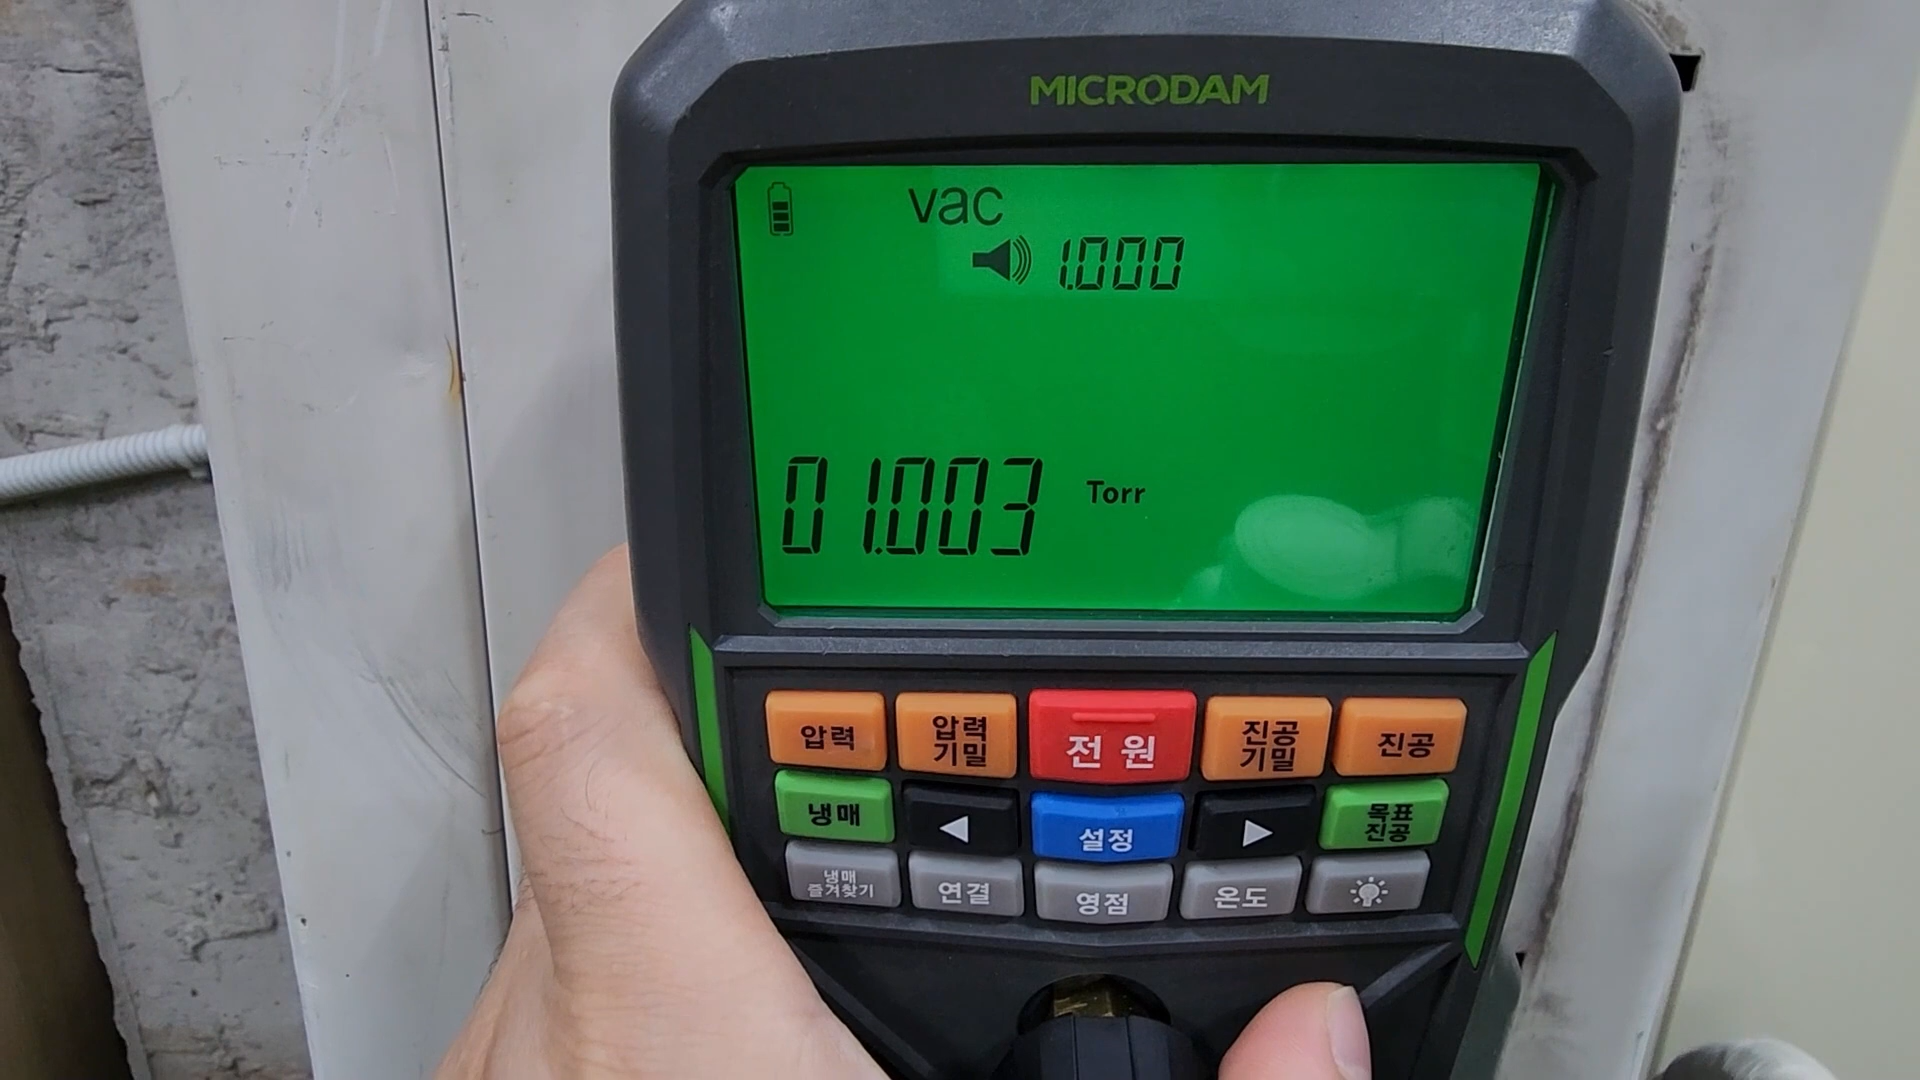 MICRODAM
vac
1.000
01.003 Torr
압력
압력
기밀
전원
진공
기밀
진공
냉매
설정
목표
진공
냉매
즐겨찾기
연결
영점
온도